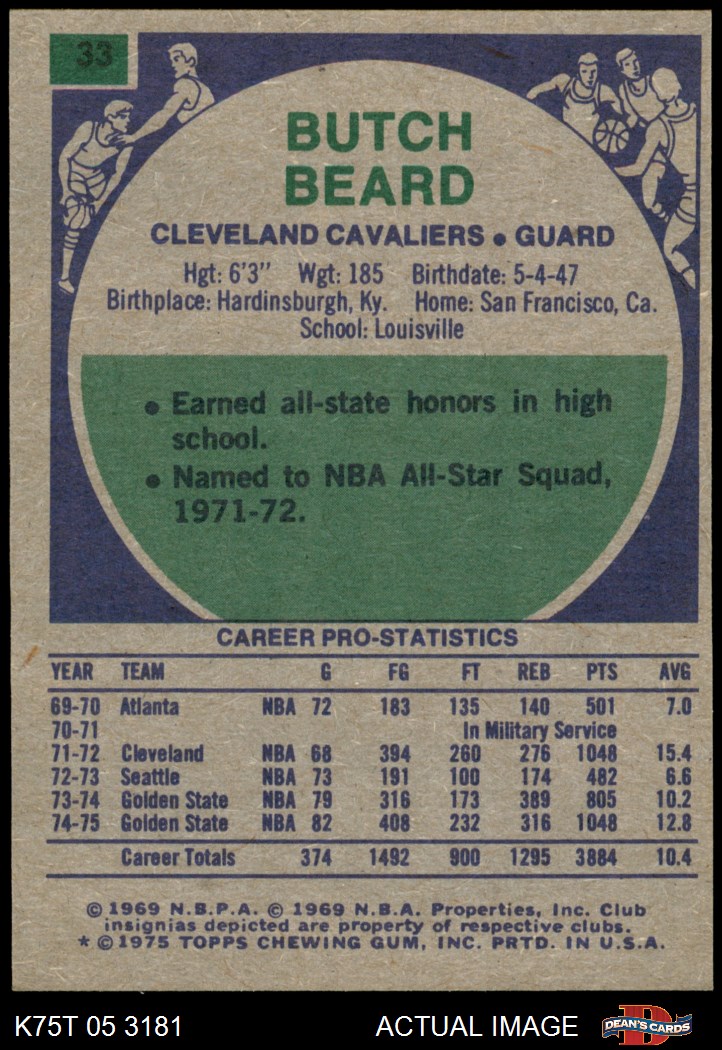 33
BUTCH
BEARD
CLEVELAND CAVALIERS • GUARD
Hgt: 6'3" Wgt: 185 Birthdate: 5-4-47
Birthplace: Hardinsburgh, Ky. Home: San Francisco, Ca.
School: Louisville
• Earned all-state honors in high
school.
• Named to NBA All-Star Squad,
1971-72.
CAREER PRO-STATISTICS
YEAR TEAM G FG FT REB PTS AVG
69-70 Atlanta NBA 72 183 135 140 501 7.0
70-71 In Military Service
71-72 Cleveland NBA 68 394 260 276 1048 15.4
72-73 Seattle NBA 73 191 100 174 482 6.6
73-74 Golden State NBA 79 316 173 389 805 10.2
74-75 Golden State NBA 82 408 232 316 1048 12.8
Career Totals 374 1492 900 1295 3884 10.4
© 1969 N.B.P.A. © 1969 N.B.A. Properties, Inc. Club
insignias depicted are property of respective clubs.
* © 1975 TOPPS CHEWING GUM, INC. PRTD. IN U.S.A.
K75T 05 3181 ACTUAL IMAGE D DEAN'S CARDS